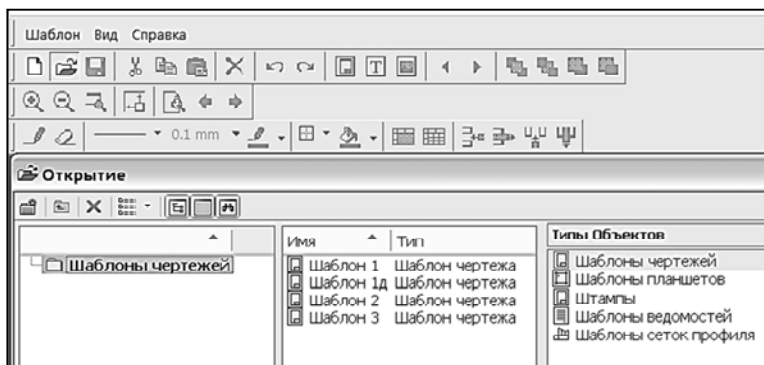 Шаблон Вид Справка
0.1 mm
Открытие
Шаблоны чертежей
Имя Тип
Шаблон 1 Шаблон чертежа
Шаблон 1д Шаблон чертежа
Шаблон 2 Шаблон чертежа
Шаблон 3 Шаблон чертежа
Типы Объектов
Шаблоны чертежей
Шаблоны планшетов
Штампы
Шаблоны ведомостей
Шаблоны сеток профиля